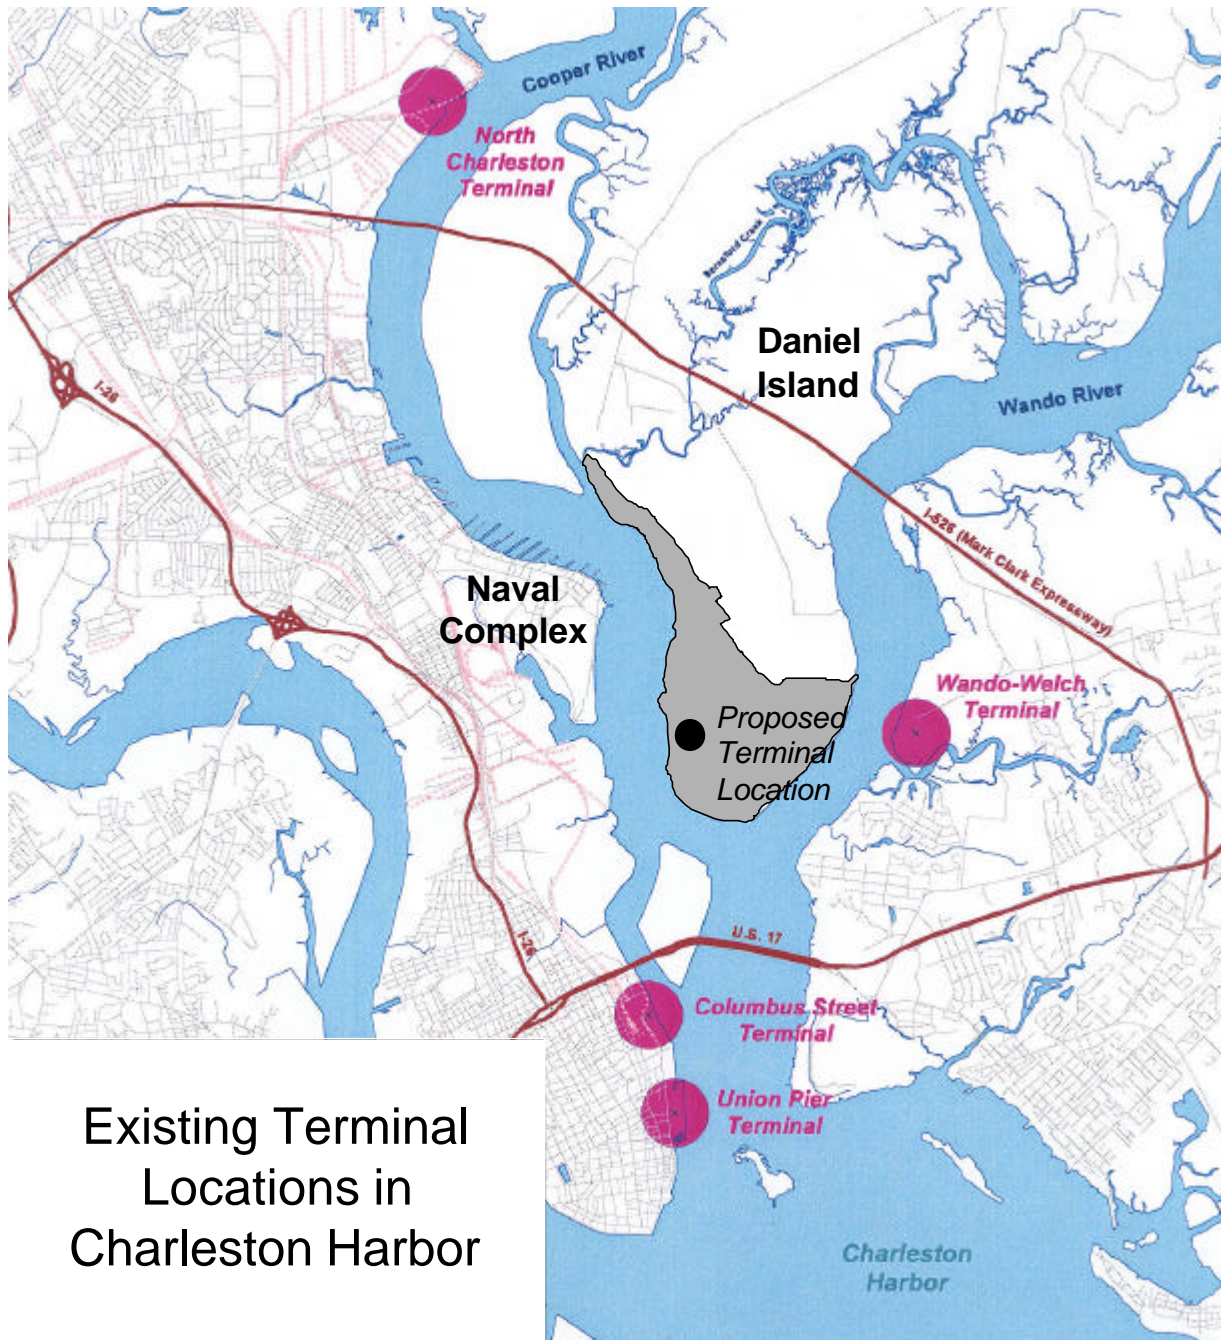 Cooper River
North
Charleston
Terminal
Beresford Creek
Daniel
Island
I-26
Wando River
I-526 (Mark Clark Expressway)
Naval
Complex
Wando-Welch
Terminal
Proposed
Terminal
Location
I-26
U.S. 17
Columbus Street
Terminal
Union Pier
Terminal
Existing Terminal
Locations in
Charleston Harbor
Charleston
Harbor